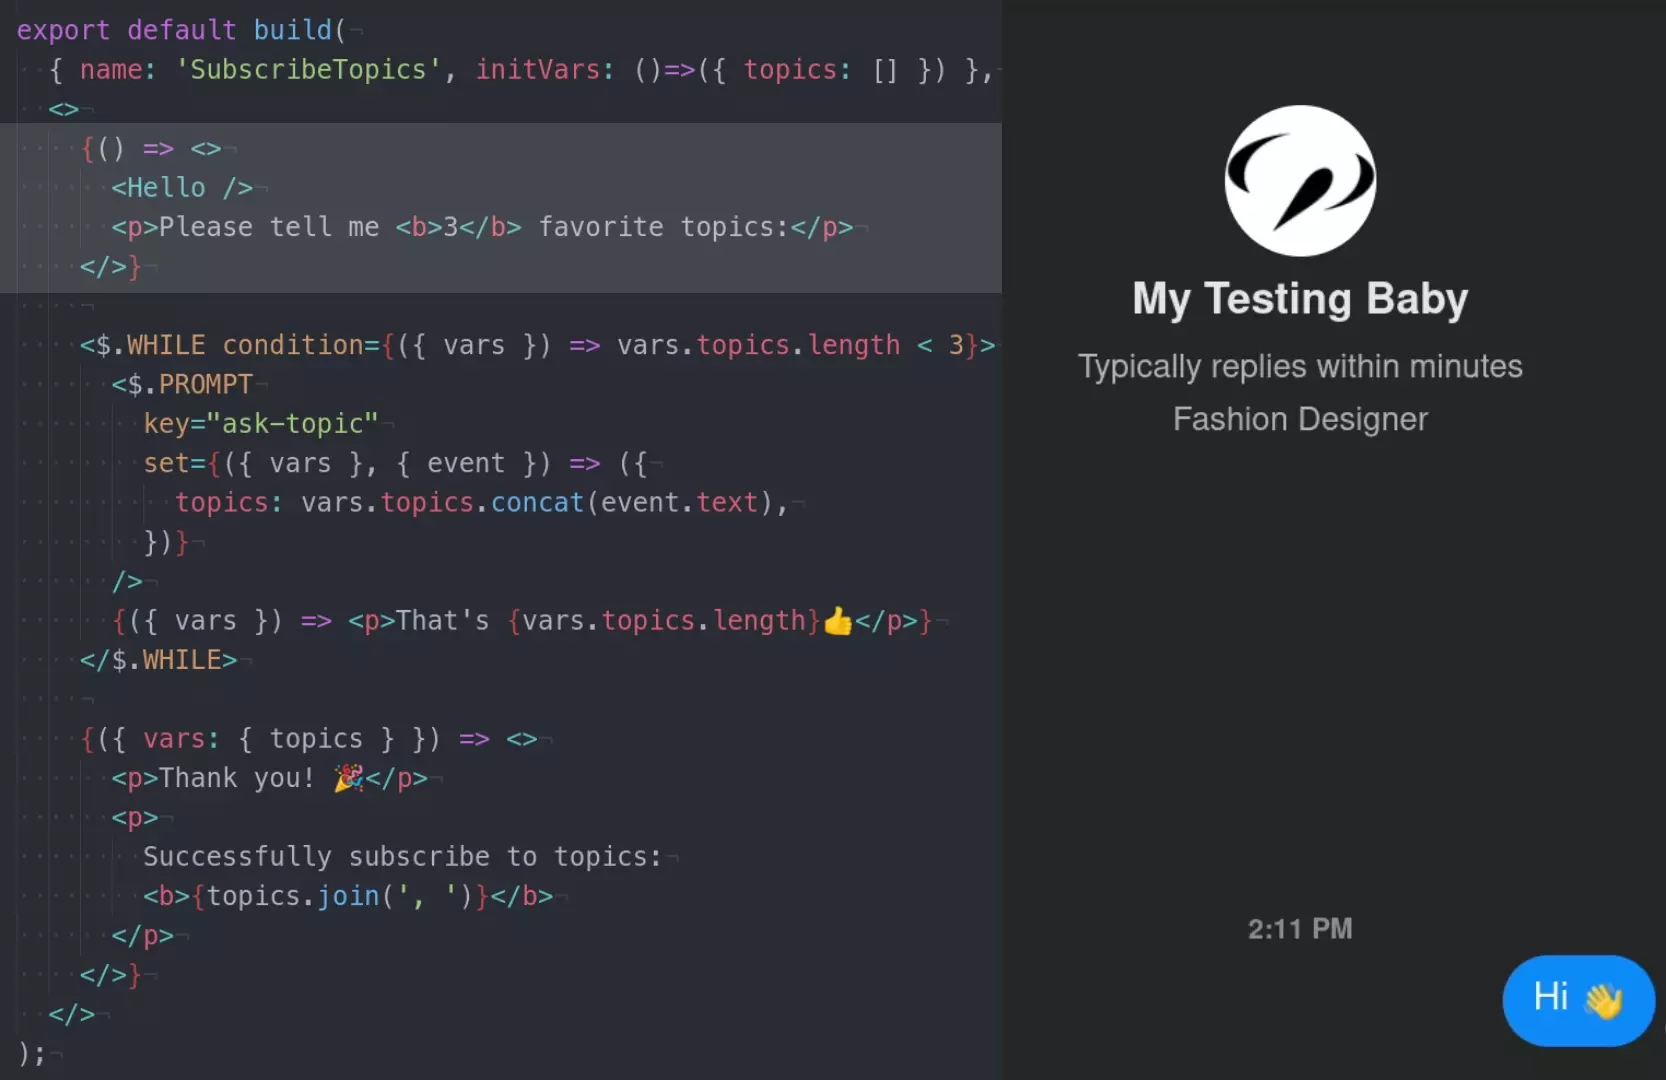 export default build(
{ name: 'SubscribeTopics', initVars: ()=>({ topics: [] }) },
<>
{() => <>
<Hello />
<p>Please tell me <b>3</b> favorite topics:</p>
</>}
<$.WHILE condition={({ vars }) => vars.topics.length < 3}>
<$.PROMPT
key="ask-topic"
set={({ vars }, { event }) => ({
topics: vars.topics.concat(event.text),
})}
/>
{({ vars }) => <p>That's {vars.topics.length}👍</p>}
</$.WHILE>
{({ vars: { topics } }) => <>
<p>Thank you! 🎉</p>
<p>
Successfully subscribe to topics:
<b>{topics.join(', ')}</b>
</p>
</>}
</>
);
My Testing Baby
Typically replies within minutes
Fashion Designer
2:11 PM
Hi 👋